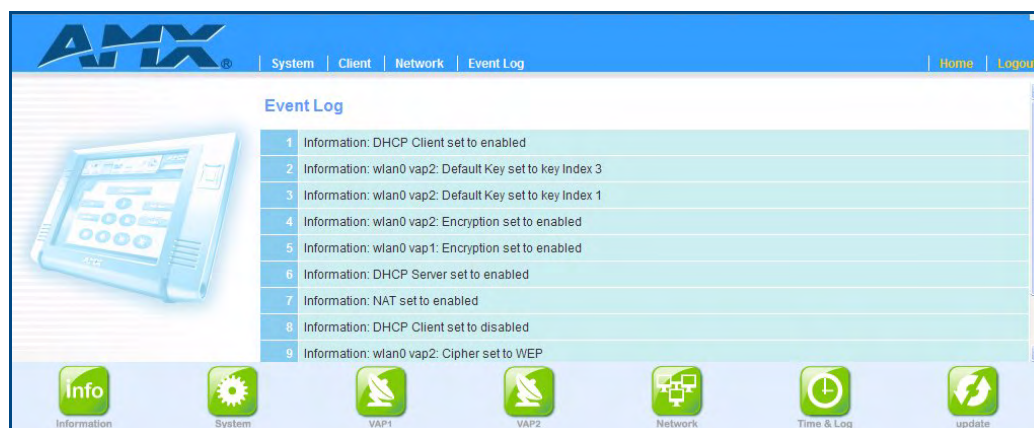 AMX®
System | Client | Network | Event Log
Home | Logou
Event Log
1 Information: DHCP Client set to enabled
2 Information: wlan0 vap2: Default Key set to key Index 3
3 Information: wlan0 vap2: Default Key set to key Index 1
4 Information: wlan0 vap2: Encryption set to enabled
5 Information: wlan0 vap1: Encryption set to enabled
6 Information: DHCP Server set to enabled
7 Information: NAT set to enabled
8 Information: DHCP Client set to disabled
9 Information: wlan0 vap2: Cipher set to WEP
info
Information
System
VAP1
VAP2
Network
Time & Log
update